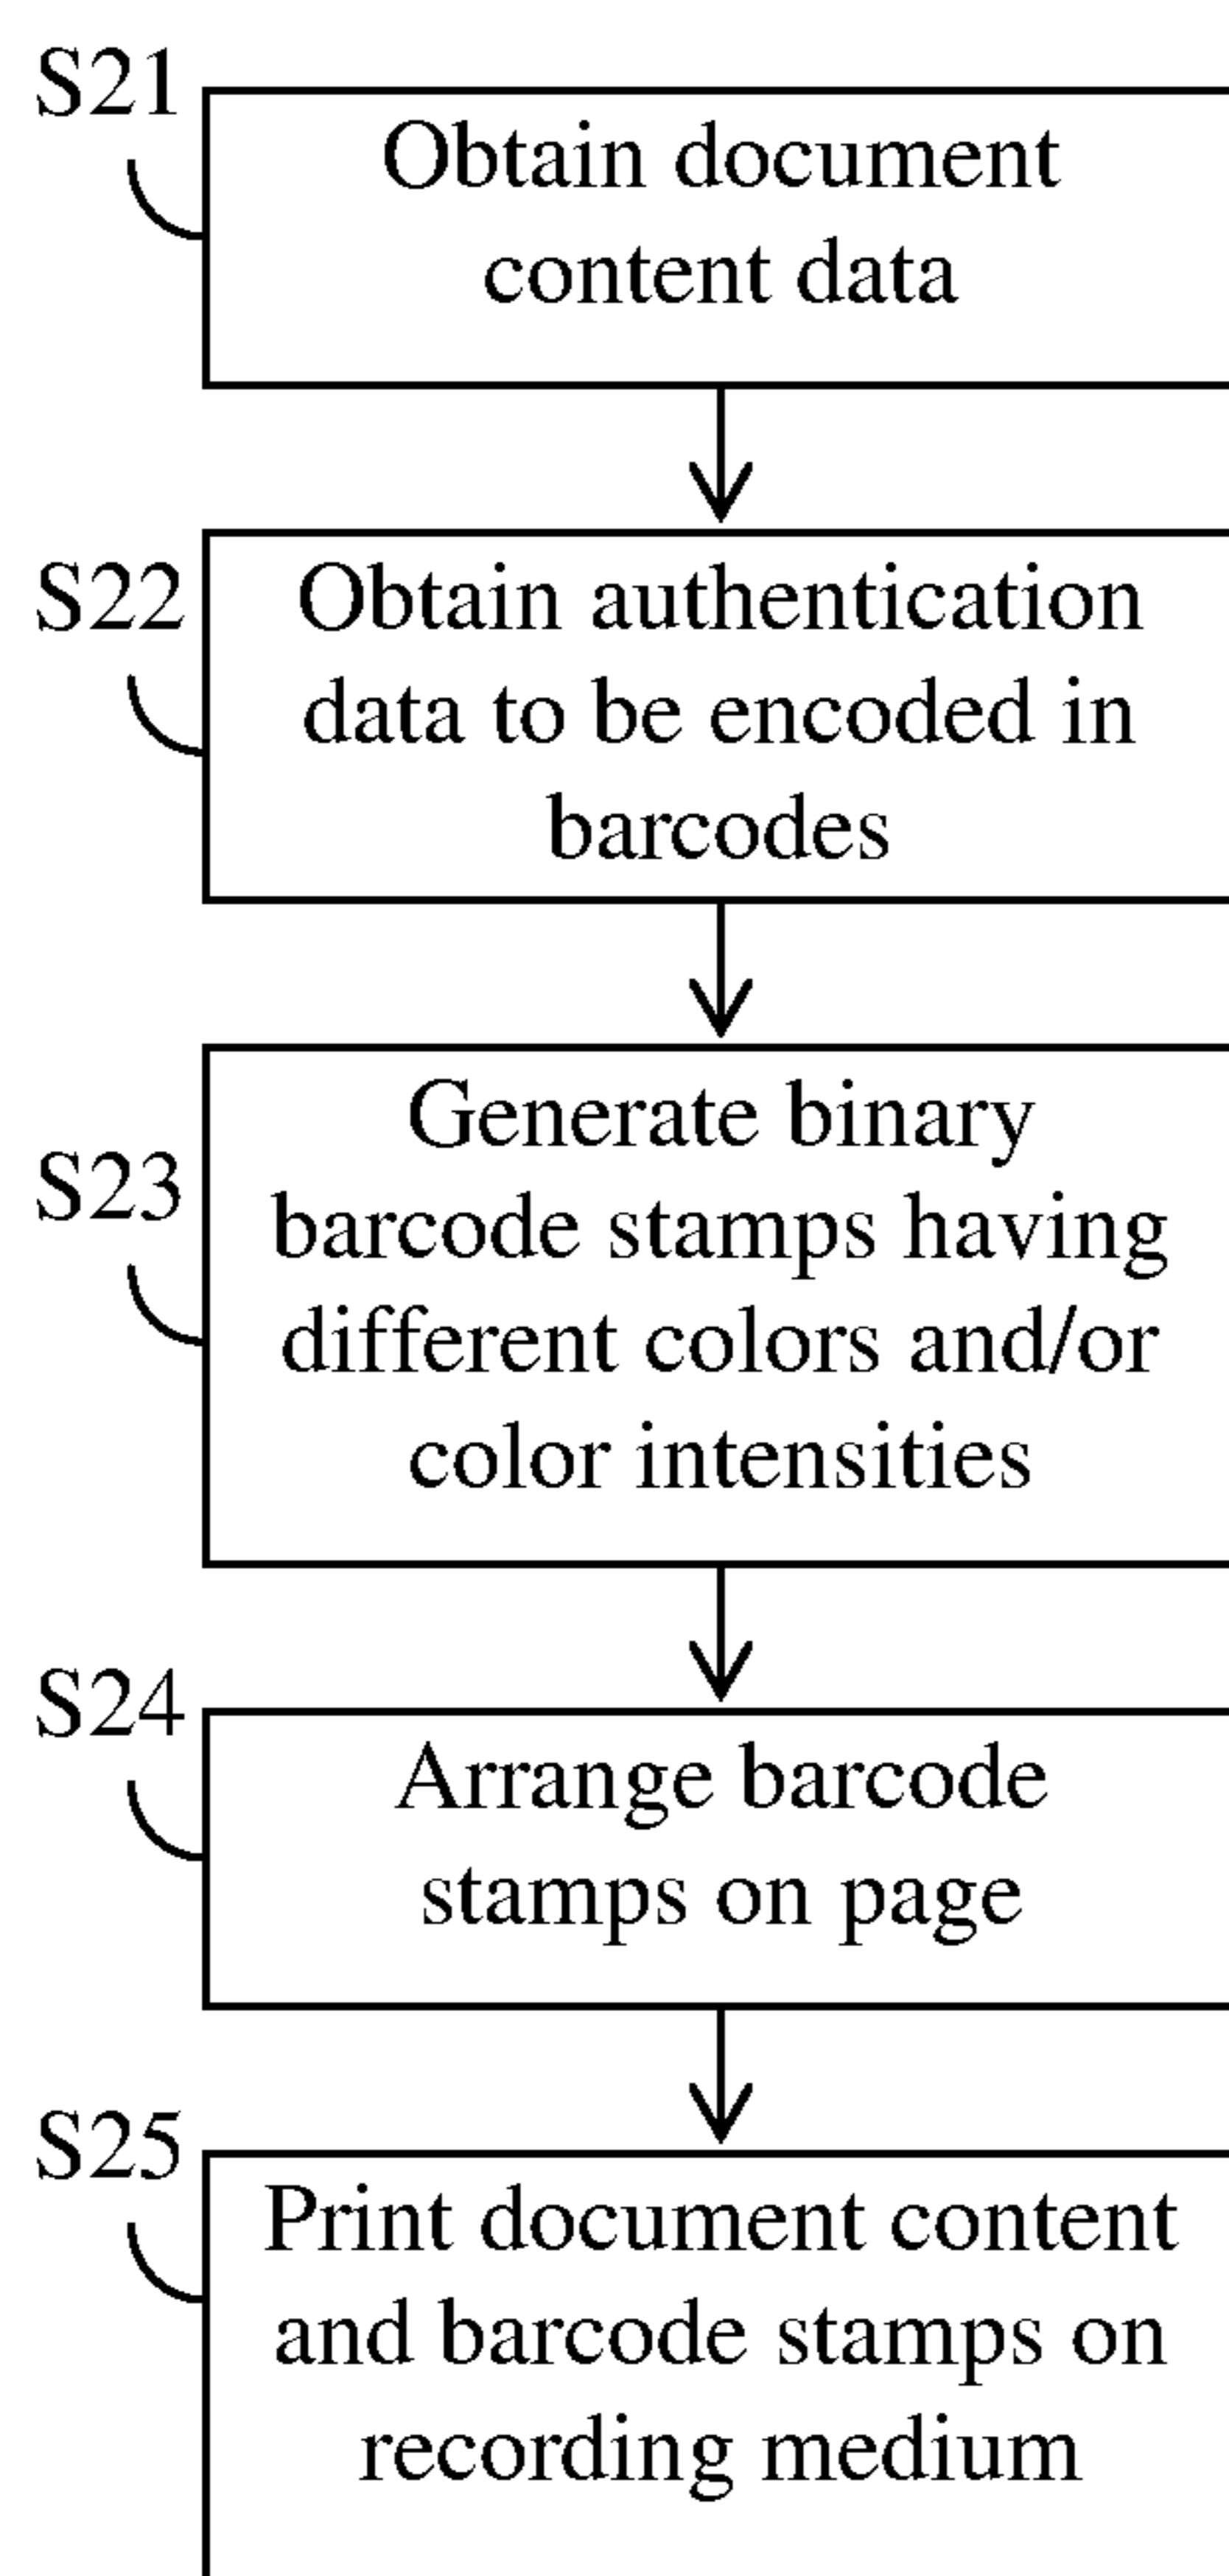 S21
Obtain document
content data
S22
Obtain authentication
data to be encoded in
barcodes
S23
Generate binary
barcode stamps having
different colors and/or
color intensities
S24
Arrange barcode
stamps on page
S25
Print document content
and barcode stamps on
recording medium